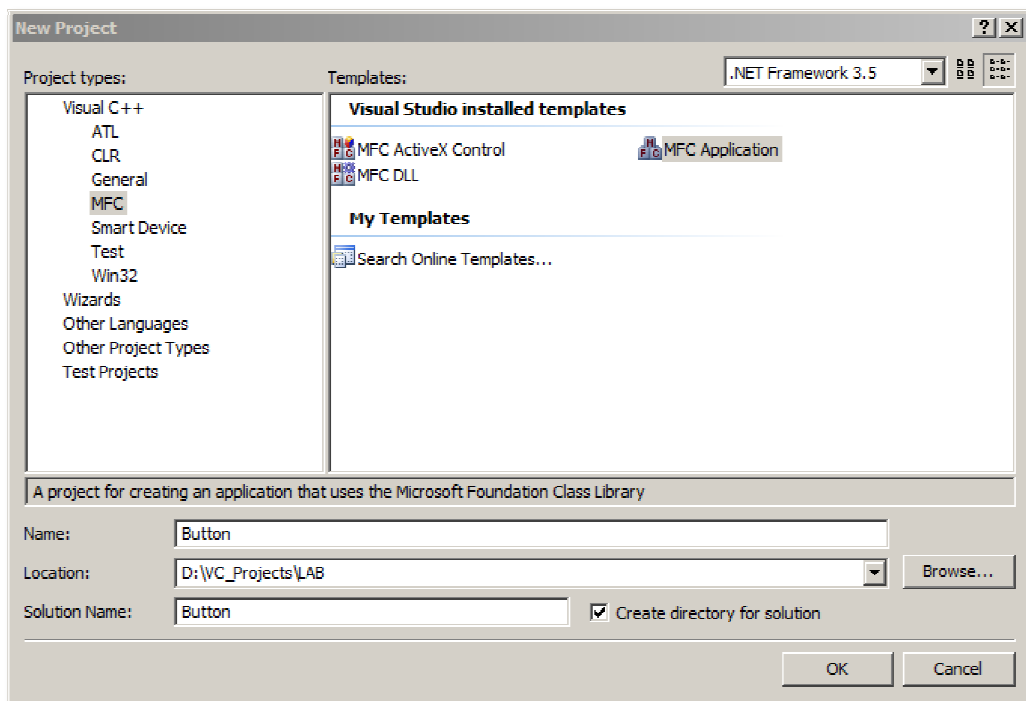 New Project
Project types:
Templates:
.NET Framework 3.5
Visual C++
ATL
CLR
General
MFC
Smart Device
Test
Win32
Wizards
Other Languages
Other Project Types
Test Projects
Visual Studio installed templates
MFC ActiveX Control
MFC Application
MFC DLL
My Templates
Search Online Templates...
A project for creating an application that uses the Microsoft Foundation Class Library
Name:
Button
Location:
D:\VC_Projects\LAB
Browse...
Solution Name:
Button
Create directory for solution
OK
Cancel